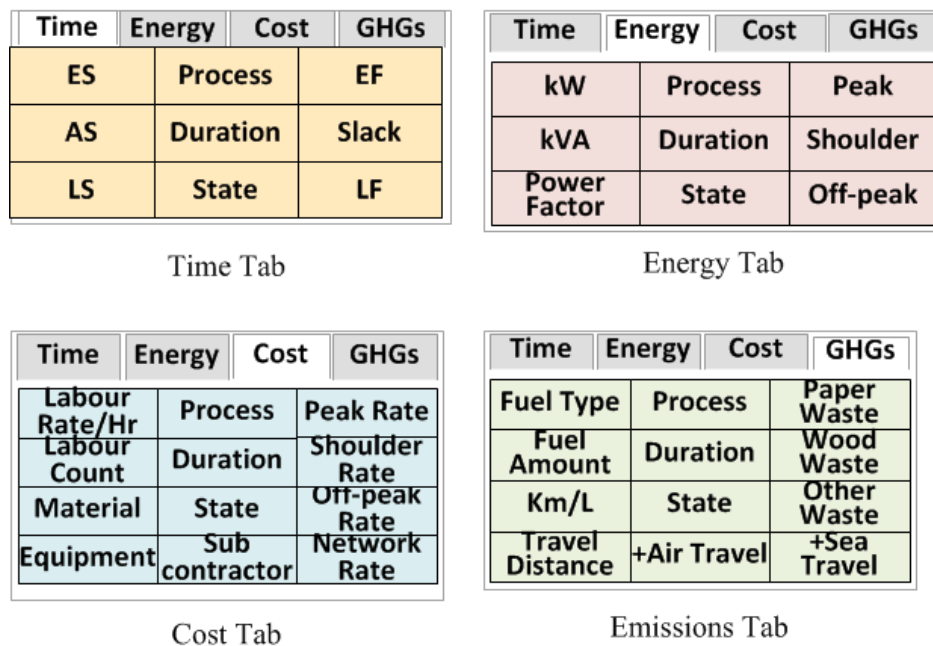 Time Energy Cost GHGs
ES Process EF
AS Duration Slack
LS State LF
Time Tab
Time Energy Cost GHGs
kW Process Peak
kVA Duration Shoulder
Power
Factor State Off-peak
Energy Tab
Time Energy Cost GHGs
Labour
Rate/Hr Process Peak Rate
Labour
Count Duration Shoulder
Rate
Material State Off-peak
Rate
Equipment Sub
contractor Network
Rate
Cost Tab
Time Energy Cost GHGs
Fuel Type Process Paper
Waste
Fuel
Amount Duration Wood
Waste
Km/L State Other
Waste
Travel
Distance +Air Travel +Sea
Travel
Emissions Tab